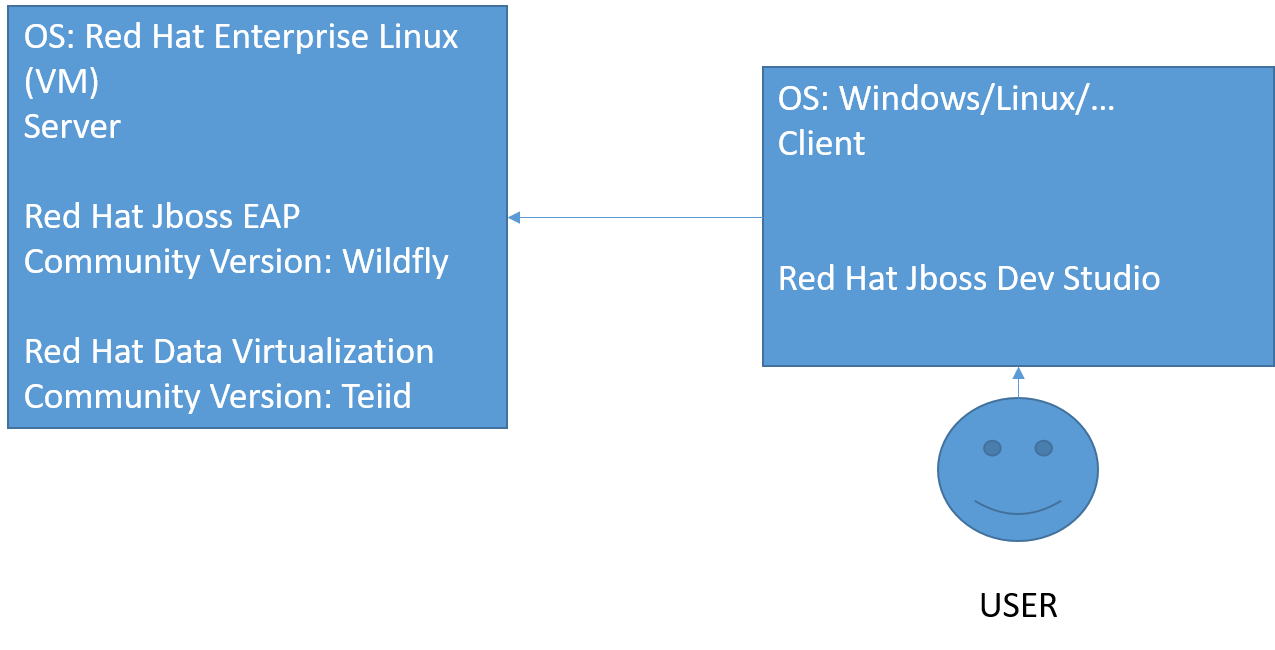 OS: Red Hat Enterprise Linux
(VM)
Server
Red Hat Jboss EAP
Community Version: Wildfly
Red Hat Data Virtualization
Community Version: Teiid
OS: Windows/Linux/...
Client
Red Hat Jboss Dev Studio
USER